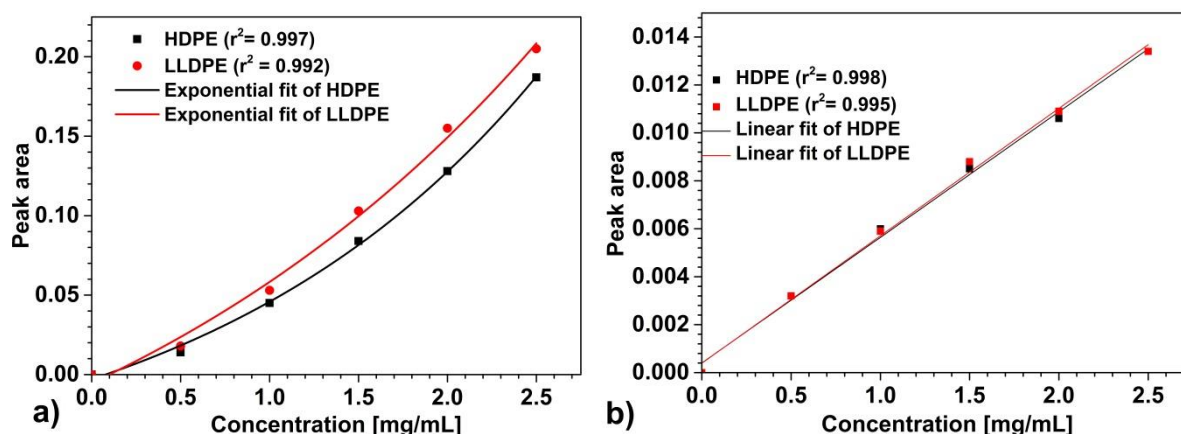 HDPE (r²= 0.997)
LLDPE (r² = 0.992)
Exponential fit of HDPE
Exponential fit of LLDPE
Peak area
0.20
0.15
0.10
0.05
0.00
0.0 0.5 1.0 1.5 2.0 2.5
a)
Concentration [mg/mL]
HDPE (r²= 0.998)
LLDPE (r²= 0.995)
Linear fit of HDPE
Linear fit of LLDPE
Peak area
0.014
0.012
0.010
0.008
0.006
0.004
0.002
0.000
0.0 0.5 1.0 1.5 2.0 2.5
b)
Concentration [mg/mL]